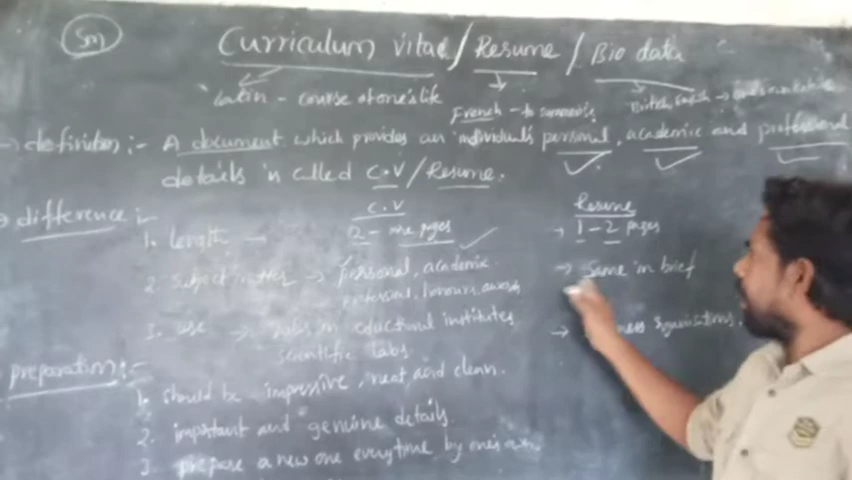 Sm
Curriculum vitae / Resume / Bio data
Latin - course of one's life
French - to summarise
British English
definition :- A document which provides an individual's personal, academic and professional
details is called C.V / Resume.
difference :-
C.V Resume
1. length → 2 - more pages → 1 - 2 pages
2. Subject matter → personal, academic → Same in brief
professional, honours, awards
3. use → Jobs in educational institutes → organisations.
scientific labs.
preparation :-
1. should be impressive, neat and clean.
2. important and genuine details.
3. prepare a new one everytime by one's own